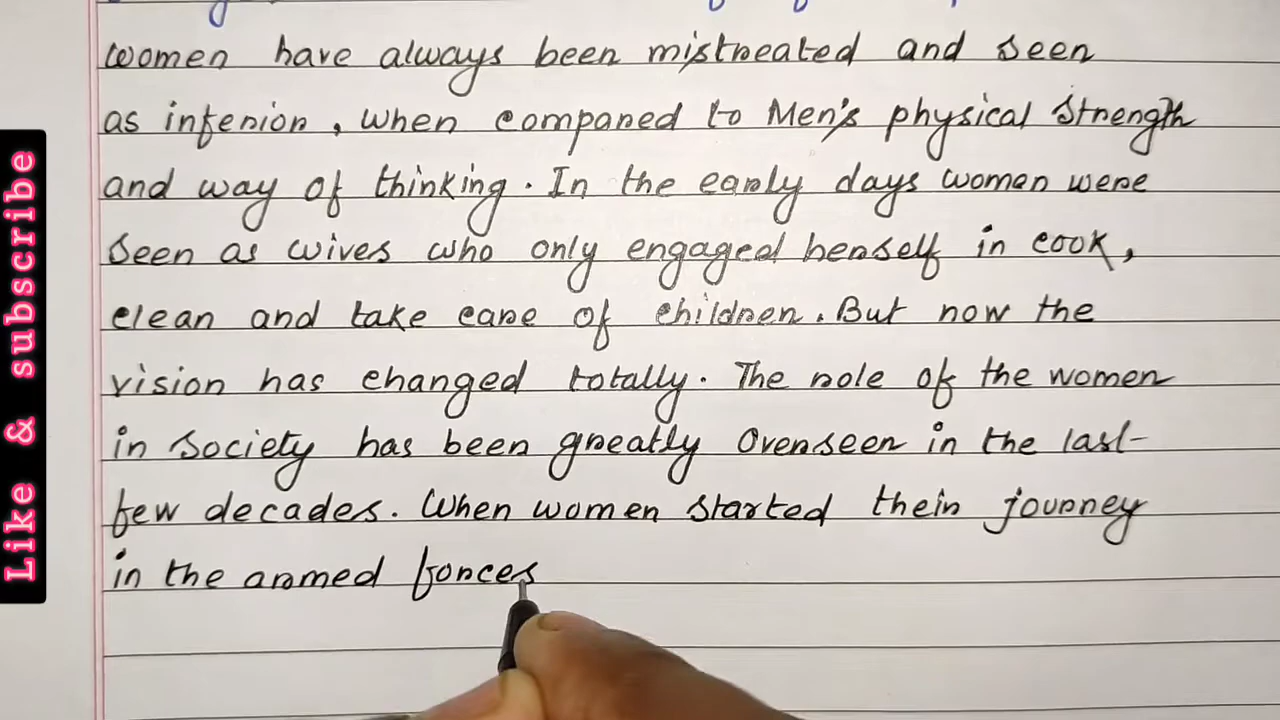 women have always been mistreated and seen
as inferior, when compared to Men's physical strength
and way of thinking. In the early days women were
seen as wives who only engaged herself in cook,
clean and take care of children. But now the
vision has changed totally. The role of the women
in society has been greatly overseen in the last
few decades. When women started their journey
in the armed forces
Like & subscribe